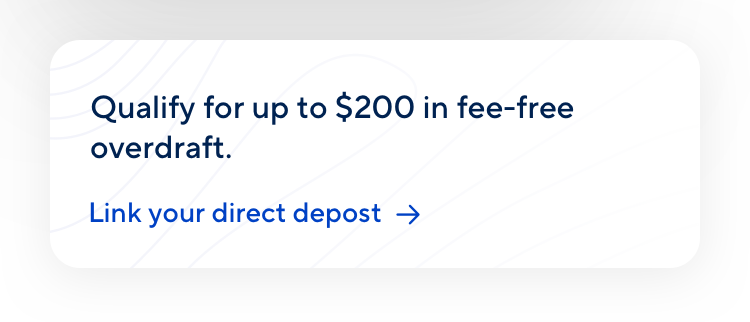 Qualify for up to $200 in fee-free
overdraft.
Link your direct depost →